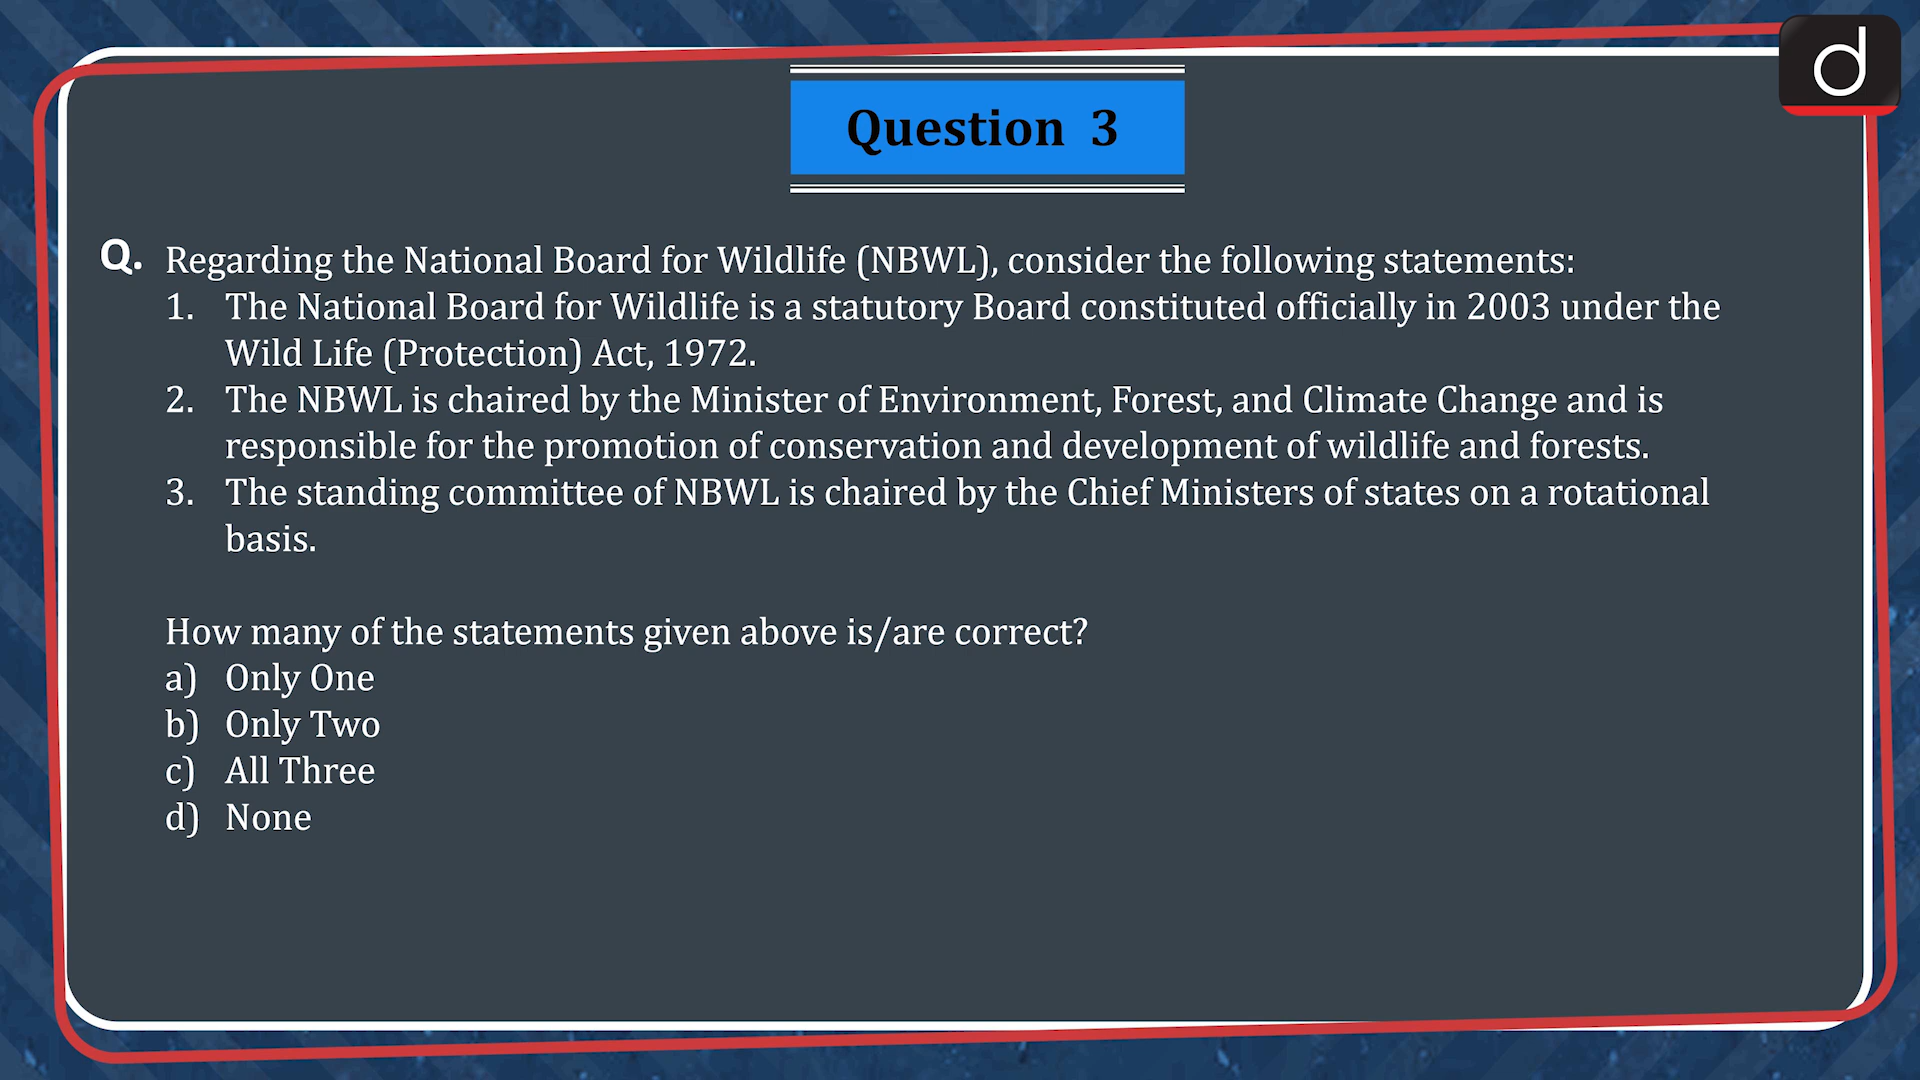 d
Question 3
Q. Regarding the National Board for Wildlife (NBWL), consider the following statements:
1. The National Board for Wildlife is a statutory Board constituted officially in 2003 under the
Wild Life (Protection) Act, 1972.
2. The NBWL is chaired by the Minister of Environment, Forest, and Climate Change and is
responsible for the promotion of conservation and development of wildlife and forests.
3. The standing committee of NBWL is chaired by the Chief Ministers of states on a rotational
basis.
How many of the statements given above is/are correct?
a) Only One
b) Only Two
c) All Three
d) None